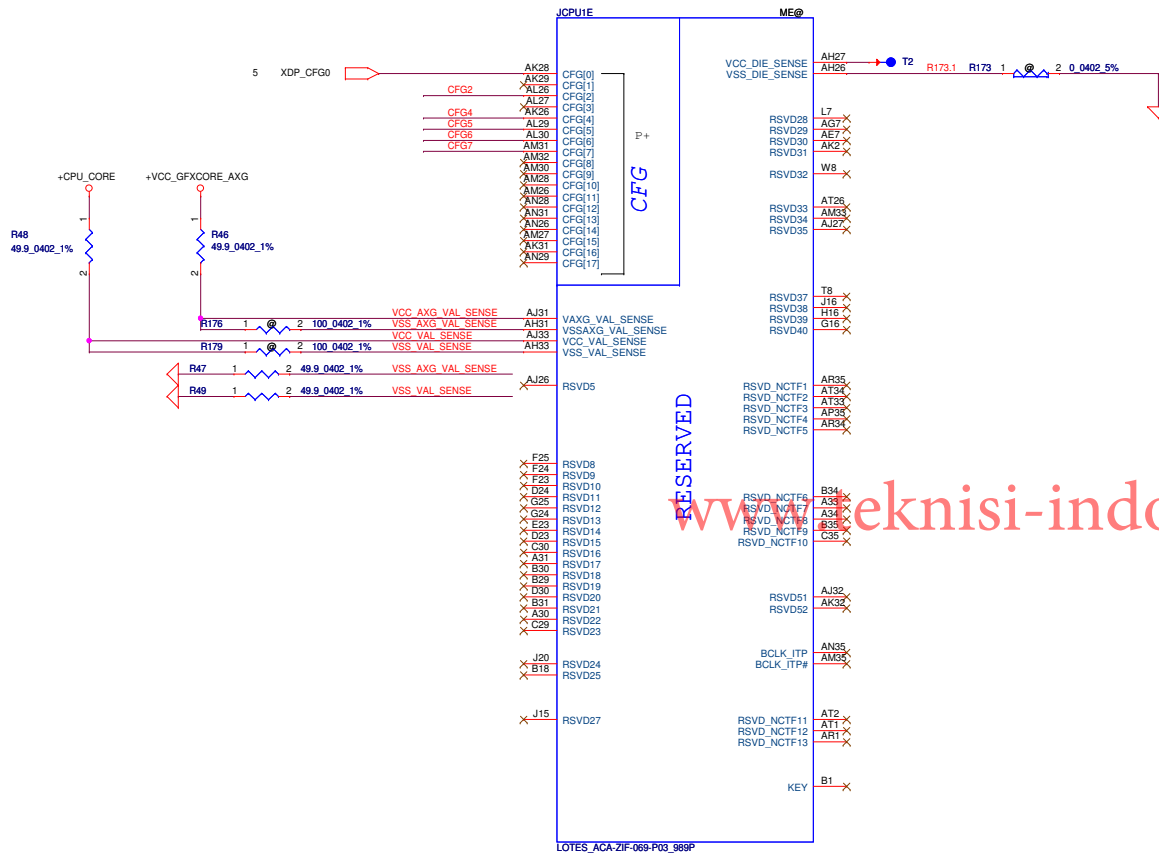 JCPU1E ME@
5 XDP_CFG0
AK28 CFG[0]
AK29 CFG[1]
CFG2 AL26 CFG[2]
AL27 CFG[3]
CFG4 AK26 CFG[4]
CFG5 AL29 CFG[5]
CFG6 AL30 CFG[6]
CFG7 AM31 CFG[7]
AM32 CFG[8]
AM30 CFG[9]
AM28 CFG[10]
AM26 CFG[11]
AN28 CFG[12]
AN31 CFG[13]
AN26 CFG[14]
AM27 CFG[15]
AK31 CFG[16]
AN29 CFG[17]
P+
CFG
VCC_DIE_SENSE AH27 T2
VSS_DIE_SENSE AH26 R173.1 R173 1 @ 2 0_0402_5%
RSVD28 L7
RSVD29 AG7
RSVD30 AE7
RSVD31 AK2
RSVD32 W8
RSVD33 AT26
RSVD34 AM33
RSVD35 AJ27
+CPU_CORE +VCC_GFXCORE_AXG
1 1
R48 R46
49.9_0402_1% 49.9_0402_1%
2 2
RSVD37 T8
RSVD38 J16
RSVD39 H16
RSVD40 G16
VCC_AXG_VAL_SENSE AJ31 VAXG_VAL_SENSE
R176 1 @ 2 100_0402_1% VSS_AXG_VAL_SENSE AH31 VSSAXG_VAL_SENSE
VCC_VAL_SENSE AJ33 VCC_VAL_SENSE
R179 1 @ 2 100_0402_1% VSS_VAL_SENSE AH33 VSS_VAL_SENSE
R47 1 2 49.9_0402_1% VSS_AXG_VAL_SENSE
AJ26 RSVD5
R49 1 2 49.9_0402_1% VSS_VAL_SENSE
RSVD_NCTF1 AR35
RSVD_NCTF2 AT34
RSVD_NCTF3 AT33
RSVD_NCTF4 AP35
RSVD_NCTF5 AR34
RESERVED
F25 RSVD8
F24 RSVD9
F23 RSVD10
D24 RSVD11
G25 RSVD12
G24 RSVD13
E23 RSVD14
D23 RSVD15
C30 RSVD16
A31 RSVD17
B30 RSVD18
B29 RSVD19
D30 RSVD20
B31 RSVD21
A30 RSVD22
C29 RSVD23
RSVD_NCTF6 B34
RSVD_NCTF7 A33
RSVD_NCTF8 A34
RSVD_NCTF9 B35
RSVD_NCTF10 C35
www.teknisi-indo
RSVD51 AJ32
RSVD52 AK32
J20 RSVD24
B18 RSVD25
BCLK_ITP AN35
BCLK_ITP# AM35
J15 RSVD27
RSVD_NCTF11 AT2
RSVD_NCTF12 AT1
RSVD_NCTF13 AR1
KEY B1
LOTES_ACA-ZIF-069-P03_989P